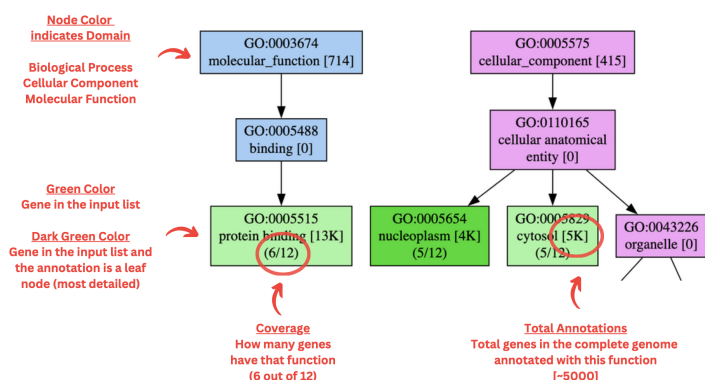 Node Color
indicates Domain
Biological Process
Cellular Component
Molecular Function
GO:0003674
molecular_function [714]
GO:0005575
cellular_component [415]
GO:0005488
binding [0]
GO:0110165
cellular anatomical
entity [0]
Green Color
Gene in the input list
Dark Green Color
Gene in the input list and
the annotation is a leaf
node (most detailed)
GO:0005515
protein binding [13K]
(6/12)
GO:0005654
nucleoplasm [4K]
(5/12)
GO:0005829
cytosol [5K]
(5/12)
GO:0043226
organelle [0]
Coverage
How many genes
have that function
(6 out of 12)
Total Annotations
Total genes in the complete genome
annotated with this function
[~5000]